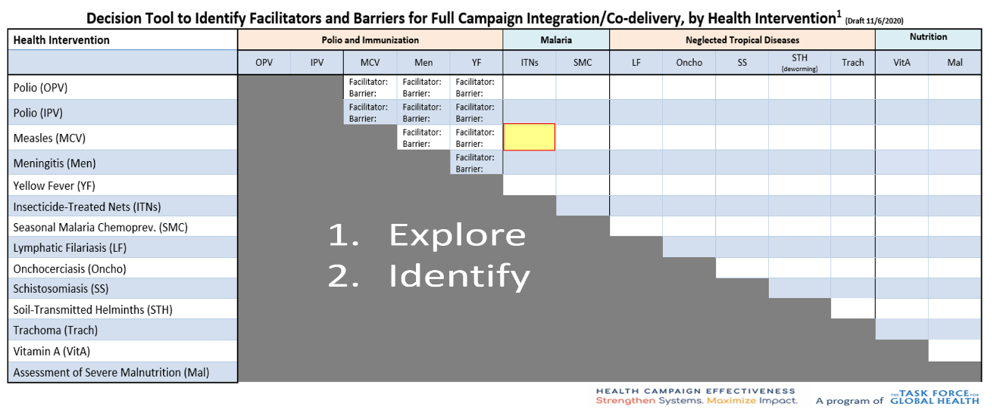 Decision Tool to Identify Facilitators and Barriers for Full Campaign Integration/Co-delivery, by Health Intervention1 (Draft 11/6/2020)
Health Intervention Polio and Immunization Malaria Neglected Tropical Diseases Nutrition
OPV IPV MCV Men YF ITNs SMC LF Oncho SS STH (deworming) Trach VitA Mal
Polio (OPV) Facilitator: Facilitator: Facilitator:
Barrier: Barrier: Barrier:
Polio (IPV) Facilitator: Facilitator: Facilitator:
Barrier: Barrier: Barrier:
Measles (MCV) Facilitator: Facilitator:
Barrier: Barrier:
Meningitis (Men) Facilitator:
Barrier:
Yellow Fever (YF)
Insecticide-Treated Nets (ITNs)
Seasonal Malaria Chemoprev. (SMC)
Lymphatic Filariasis (LF)
Onchocerciasis (Oncho)
Schistosomiasis (SS)
Soil-Transmitted Helminths (STH)
Trachoma (Trach)
Vitamin A (VitA)
Assessment of Severe Malnutrition (Mal)
1. Explore
2. Identify
HEALTH CAMPAIGN EFFECTIVENESS
Strengthen Systems. Maximize Impact.
A program of THE TASK FORCE FOR
GLOBAL HEALTH